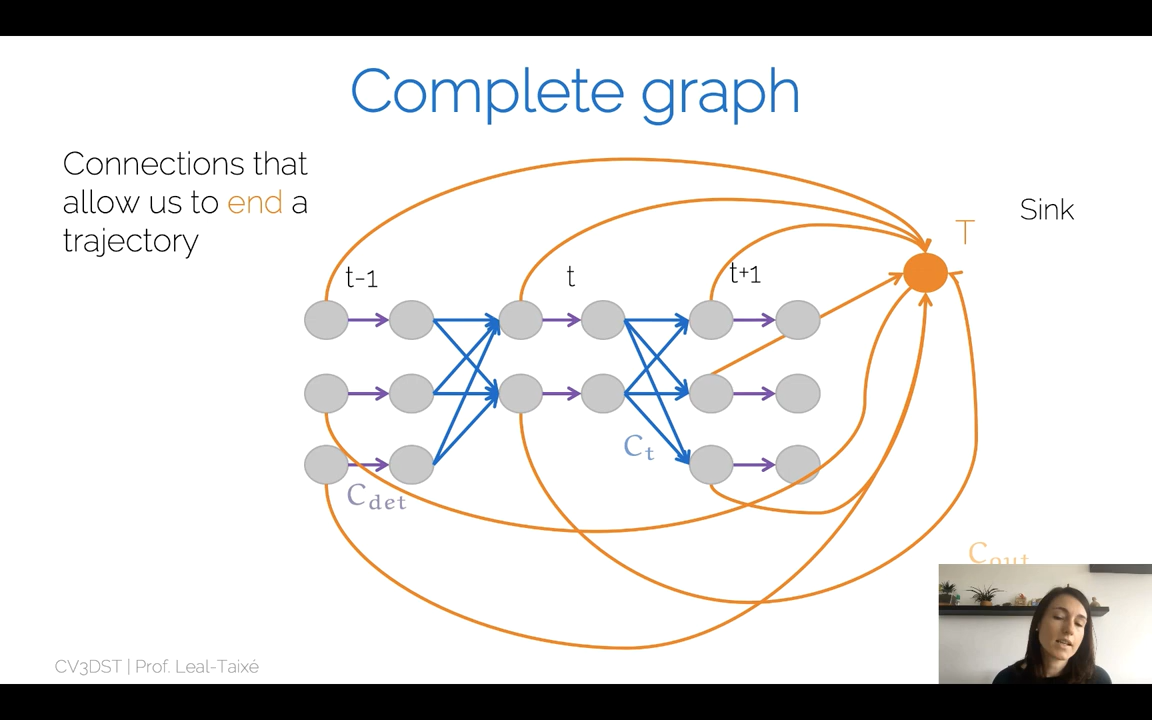 Complete graph
Connections that
allow us to end a
trajectory
Sink
T
t-1
t
t+1
Ct
Cdet
Cout
CV3DST | Prof. Leal-Taixé